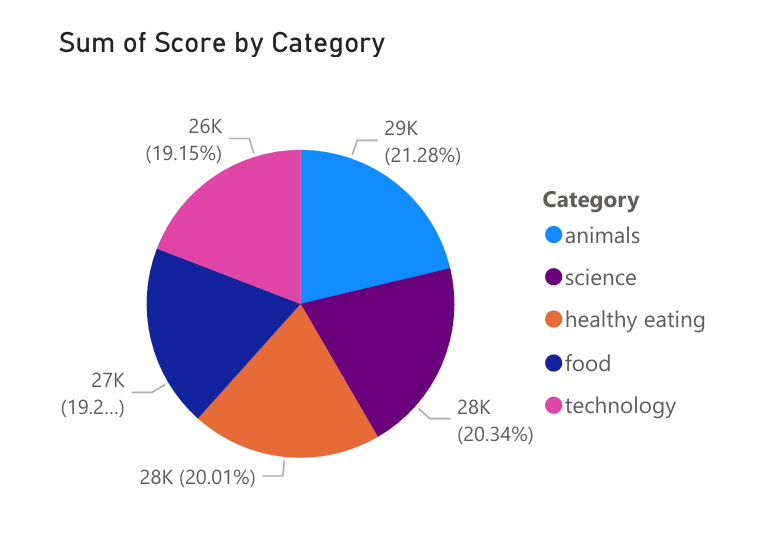 Sum of Score by Category
26K
(19.15%)
29K
(21.28%)
27K
(19.2...)
28K
(20.34%)
28K (20.01%)
Category
animals
science
healthy eating
food
technology